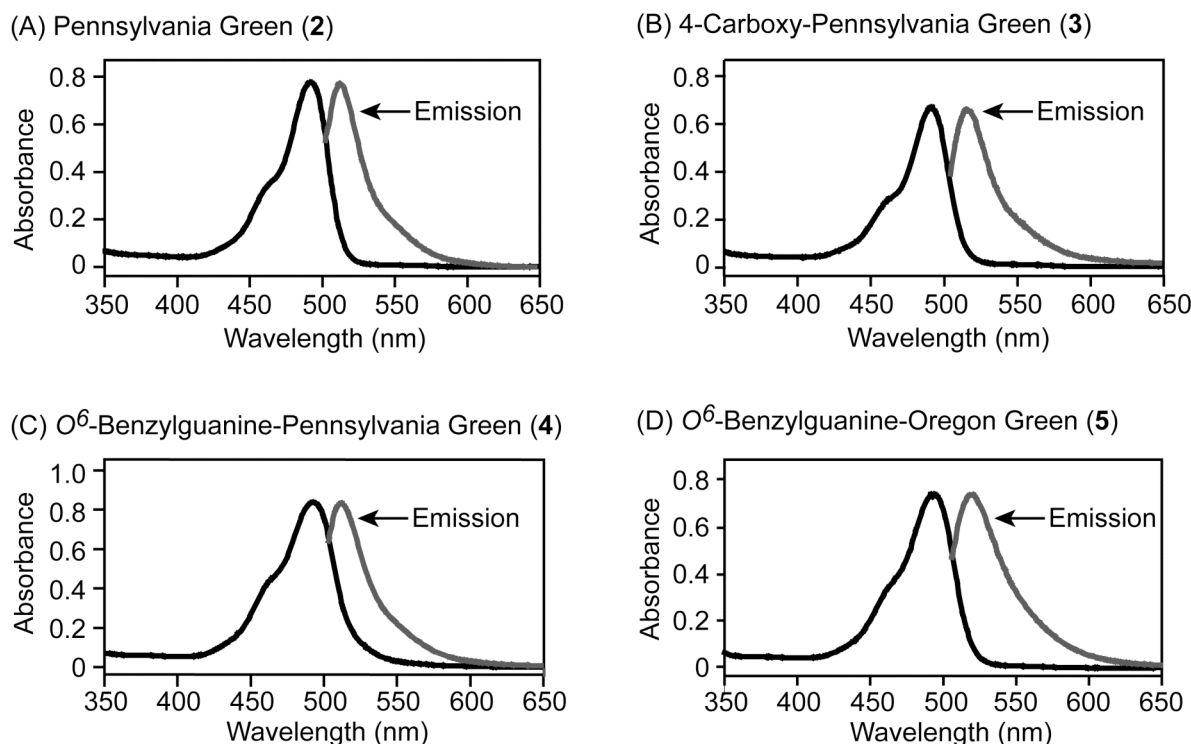 (A) Pennsylvania Green (2)
0.8
0.6
0.4
0.2
0
Absorbance
Emission
350 400 450 500 550 600 650
Wavelength (nm)
(B) 4-Carboxy-Pennsylvania Green (3)
0.8
0.6
0.4
0.2
0
Absorbance
Emission
350 400 450 500 550 600 650
Wavelength (nm)
(C) O⁶-Benzylguanine-Pennsylvania Green (4)
1.0
0.8
0.6
0.4
0.2
0
Absorbance
Emission
350 400 450 500 550 600 650
Wavelength (nm)
(D) O⁶-Benzylguanine-Oregon Green (5)
0.8
0.6
0.4
0.2
0
Absorbance
Emission
350 400 450 500 550 600 650
Wavelength (nm)